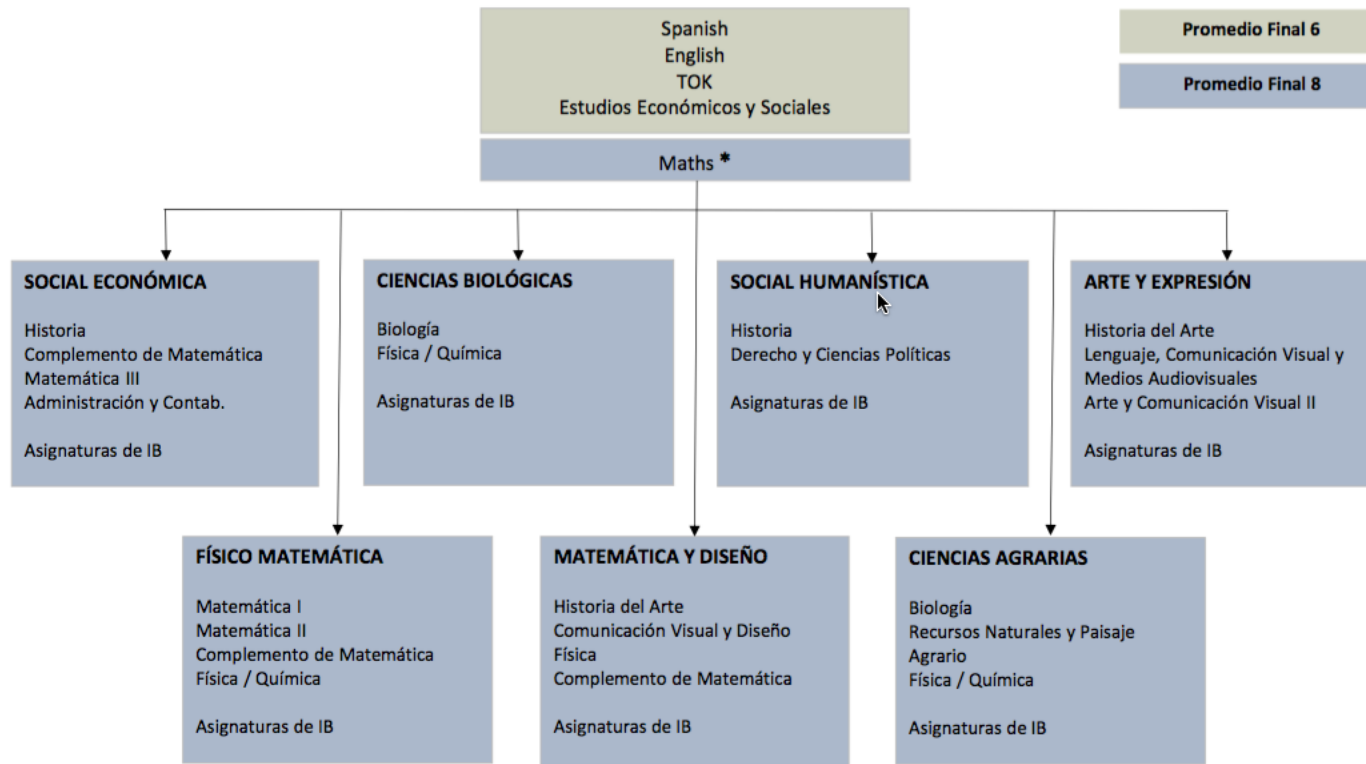 Spanish
English
TOK
Estudios Económicos y Sociales
Maths *
Promedio Final 6
Promedio Final 8
SOCIAL ECONÓMICA
Historia
Complemento de Matemática
Matemática III
Administración y Contab.
Asignaturas de IB
CIENCIAS BIOLÓGICAS
Biología
Física / Química
Asignaturas de IB
SOCIAL HUMANÍSTICA
Historia
Derecho y Ciencias Políticas
Asignaturas de IB
ARTE Y EXPRESIÓN
Historia del Arte
Lenguaje, Comunicación Visual y
Medios Audiovisuales
Arte y Comunicación Visual II
Asignaturas de IB
FÍSICO MATEMÁTICA
Matemática I
Matemática II
Complemento de Matemática
Física / Química
Asignaturas de IB
MATEMÁTICA Y DISEÑO
Historia del Arte
Comunicación Visual y Diseño
Física
Complemento de Matemática
Asignaturas de IB
CIENCIAS AGRARIAS
Biología
Recursos Naturales y Paisaje
Agrario
Física / Química
Asignaturas de IB